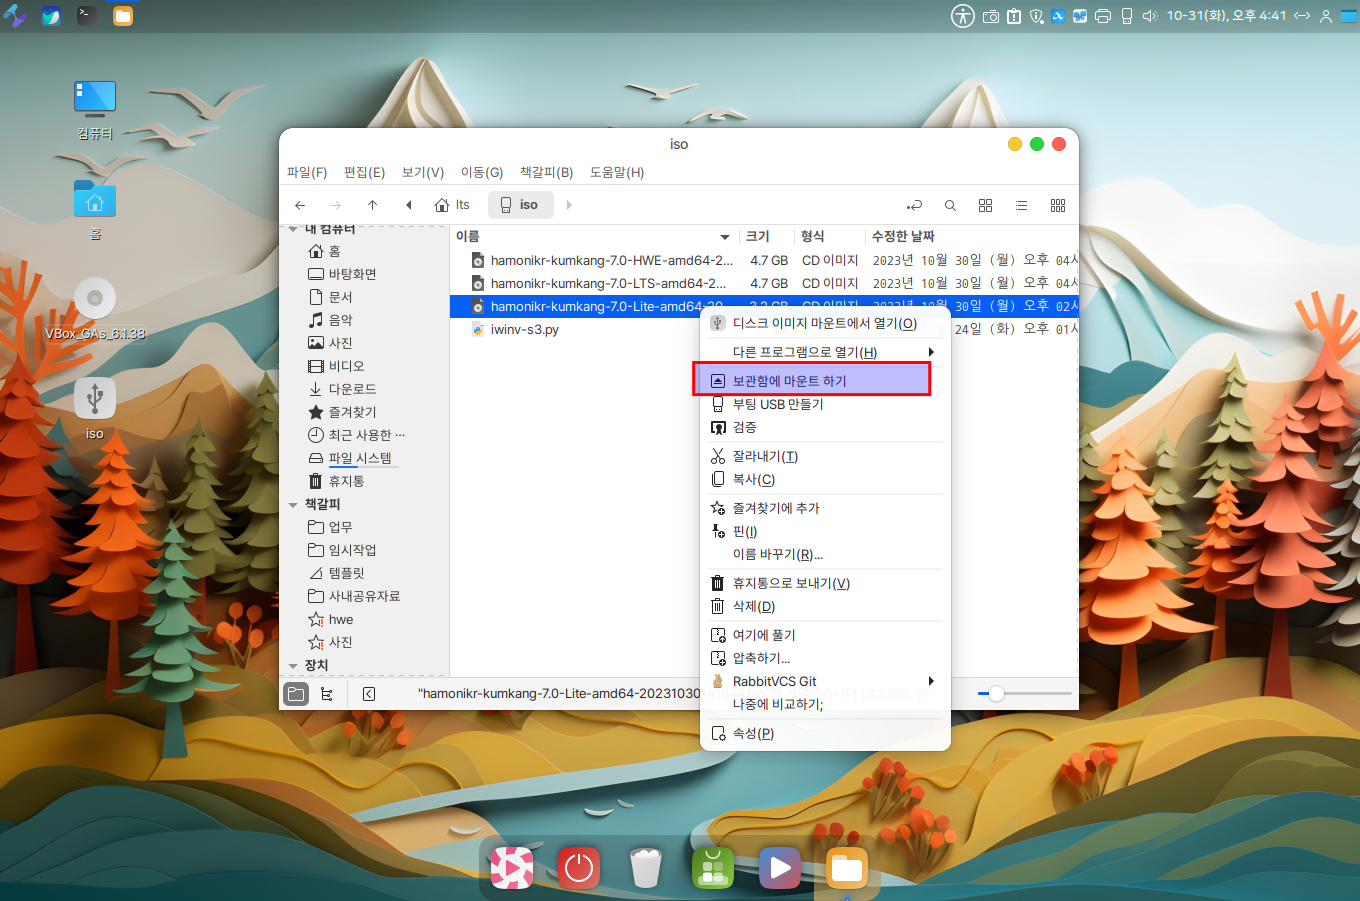 10-31(화), 오후 4:41
컴퓨터
홈
VBox_GAs_6.1.38
iso
iso
파일(F) 편집(E) 보기(V) 이동(G) 책갈피(B) 도움말(H)
lts iso
내 컴퓨터
홈
바탕화면
문서
음악
사진
비디오
다운로드
즐겨찾기
최근 사용한 ...
파일 시스템
휴지통
책갈피
업무
임시작업
템플릿
사내공유자료
hwe
사진
장치
이름 크기 형식 수정한 날짜
hamonikr-kumkang-7.0-HWE-amd64-2... 4.7 GB CD 이미지 2023년 10월 30일 (월) 오후 04시
hamonikr-kumkang-7.0-LTS-amd64-2... 4.7 GB CD 이미지 2023년 10월 30일 (월) 오후 04시
hamonikr-kumkang-7.0-Lite-amd64-20 3.2 GB CD 이미지 2023년 10월 30일 (월) 오후 02시
iwinv-s3.py 24일 (화) 오후 01시
디스크 이미지 마운트에서 열기(O)
다른 프로그램으로 열기(H)
보관함에 마운트 하기
부팅 USB 만들기
검증
잘라내기(T)
복사(C)
즐겨찾기에 추가
핀(I)
이름 바꾸기(R)...
휴지통으로 보내기(V)
삭제(D)
여기에 풀기
압축하기...
RabbitVCS Git
나중에 비교하기;
속성(P)
"hamonikr-kumkang-7.0-Lite-amd64-20231030